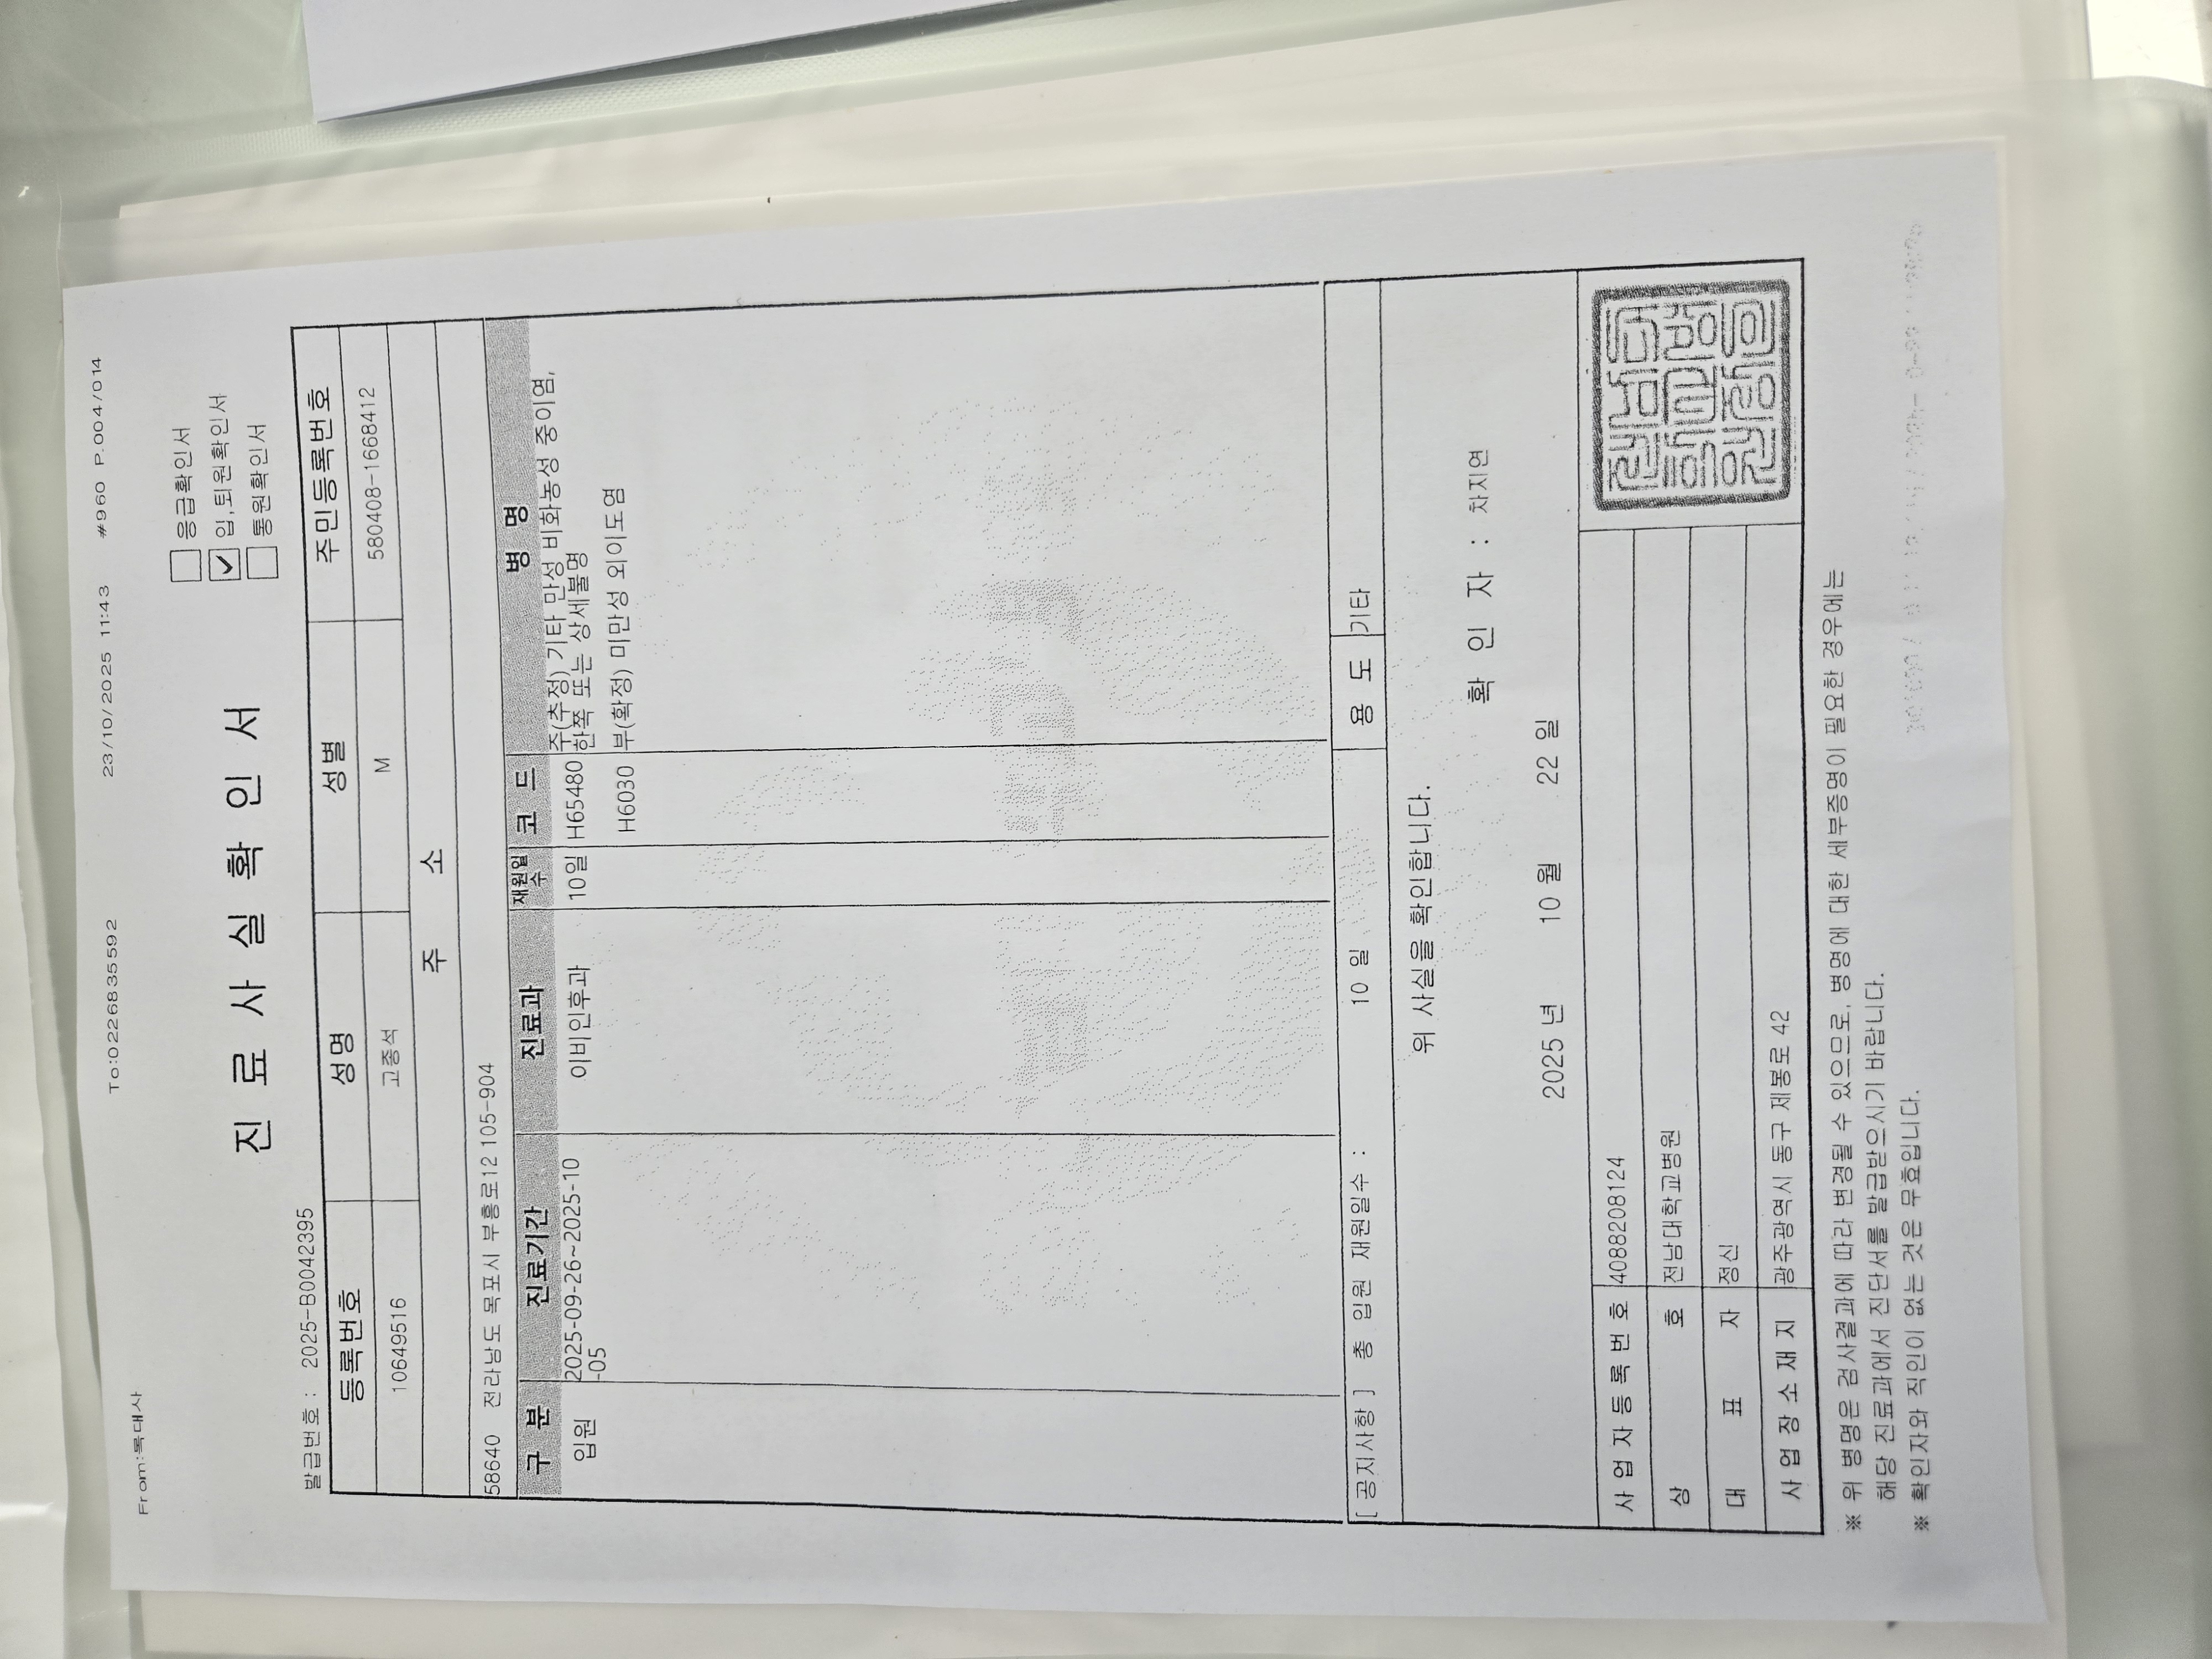 From:목대사 To:0226835592 23/10/2025 11:43 #960 P.004/014
진 료 사 실 확 인 서
응급확인서
입,퇴원확인서
통원확인서
발급번호 : 2025-B0042395
등록번호 성명 성별 주민등록번호
10649516 고종석 M 580408-1668412
주 소
58640 전라남도 목포시 부흥로12 105-904
구 분 진료기간 진료과 재원일수 코 드 병 명
입원 2025-09-26~2025-10-05 이비인후과 10일 H65480 주(추정) 기타 만성 비화농성 중이염,
한쪽 또는 상세불명
H6030 부(확정) 미만성 외이도염
[ 공지사항 ] 총 입원 재원일수 : 10 일 용 도 기타
위 사실을 확인합니다.
확 인 자 : 차지연
2025 년 10 월 22 일
사 업 자 등 록 번 호 4088208124
상 호 전남대학교병원
대 표 자 정신
사 업 장 소 재 지 광주광역시 동구 제봉로 42
※ 위 병명은 검사결과에 따라 변경될 수 있으므로, 병명에 대한 세부증명이 필요한 경우에는
해당 진료과에서 진단서를 발급받으시기 바랍니다.
※ 확인자와 직인이 없는 것은 무효입니다.